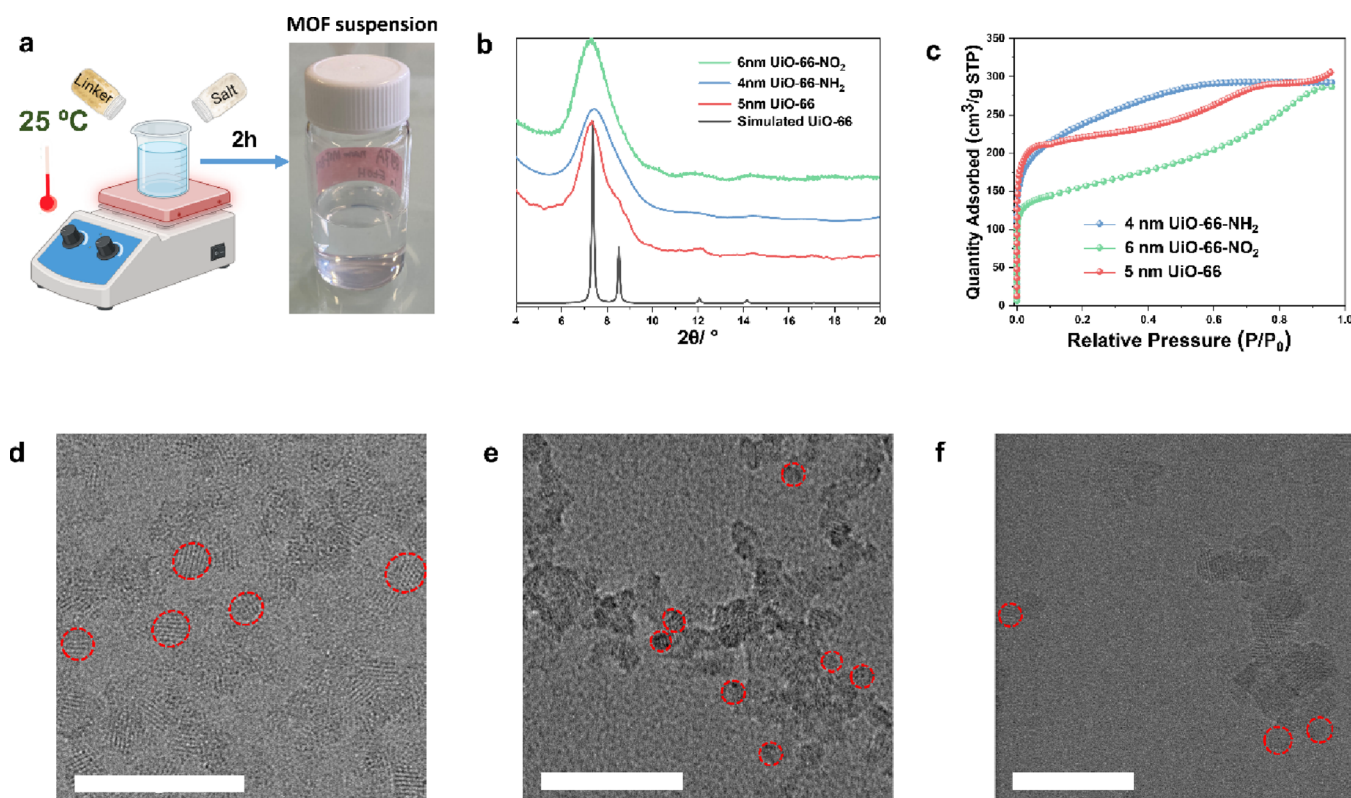 a
MOF suspension
Linker
Salt
25 ºC
2h
b
6nm UiO-66-NO₂
4nm UiO-66-NH₂
5nm UiO-66
Simulated UiO-66
4 6 8 10 12 14 16 18 20
2θ/ °
c
Quantity Adsorbed (cm³/g STP)
350
300
250
200
150
100
50
0
4 nm UiO-66-NH₂
6 nm UiO-66-NO₂
5 nm UiO-66
0.0 0.2 0.4 0.6 0.8 1.0
Relative Pressure (P/P₀)
d
e
f